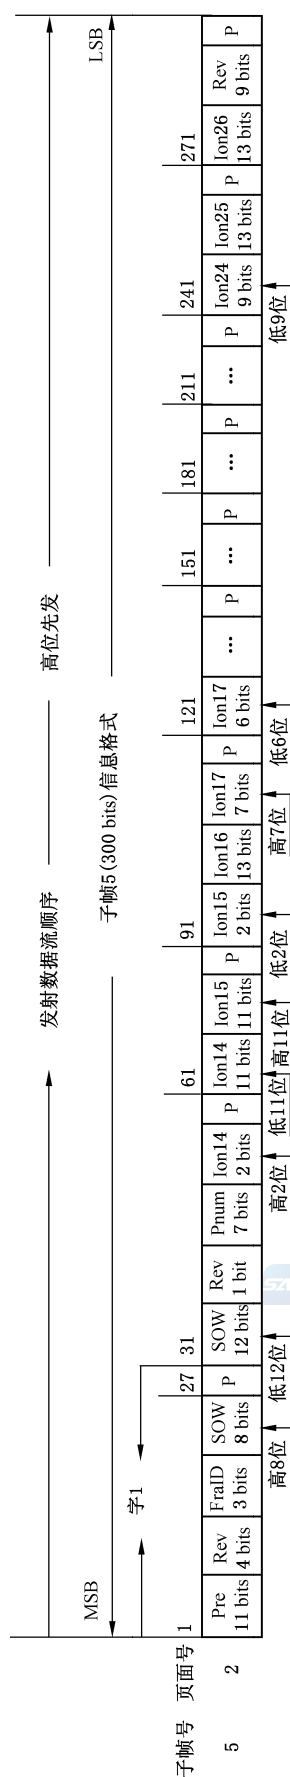 发射数据流顺序 高位先发
MSB 子帧5(300 bits)信息格式 LSB
字1
子帧号 页面号 1 27 31 61 91 121 151 181 211 241 271
5 2
Pre
11 bits
Rev
4 bits
FraID
3 bits
SOW
8 bits
P
SOW
12 bits
Rev
1 bit
Pnum
7 bits
Ion14
2 bits
P
Ion14
11 bits
Ion15
11 bits
P
Ion15
2 bits
Ion16
13 bits
Ion17
7 bits
P
Ion17
6 bits
…
P
…
P
…
P
…
P
Ion24
9 bits
Ion25
13 bits
P
Ion26
13 bits
Rev
9 bits
P
高8位 低12位 高2位 低11位 高11位 低2位 高7位 低6位 低9位